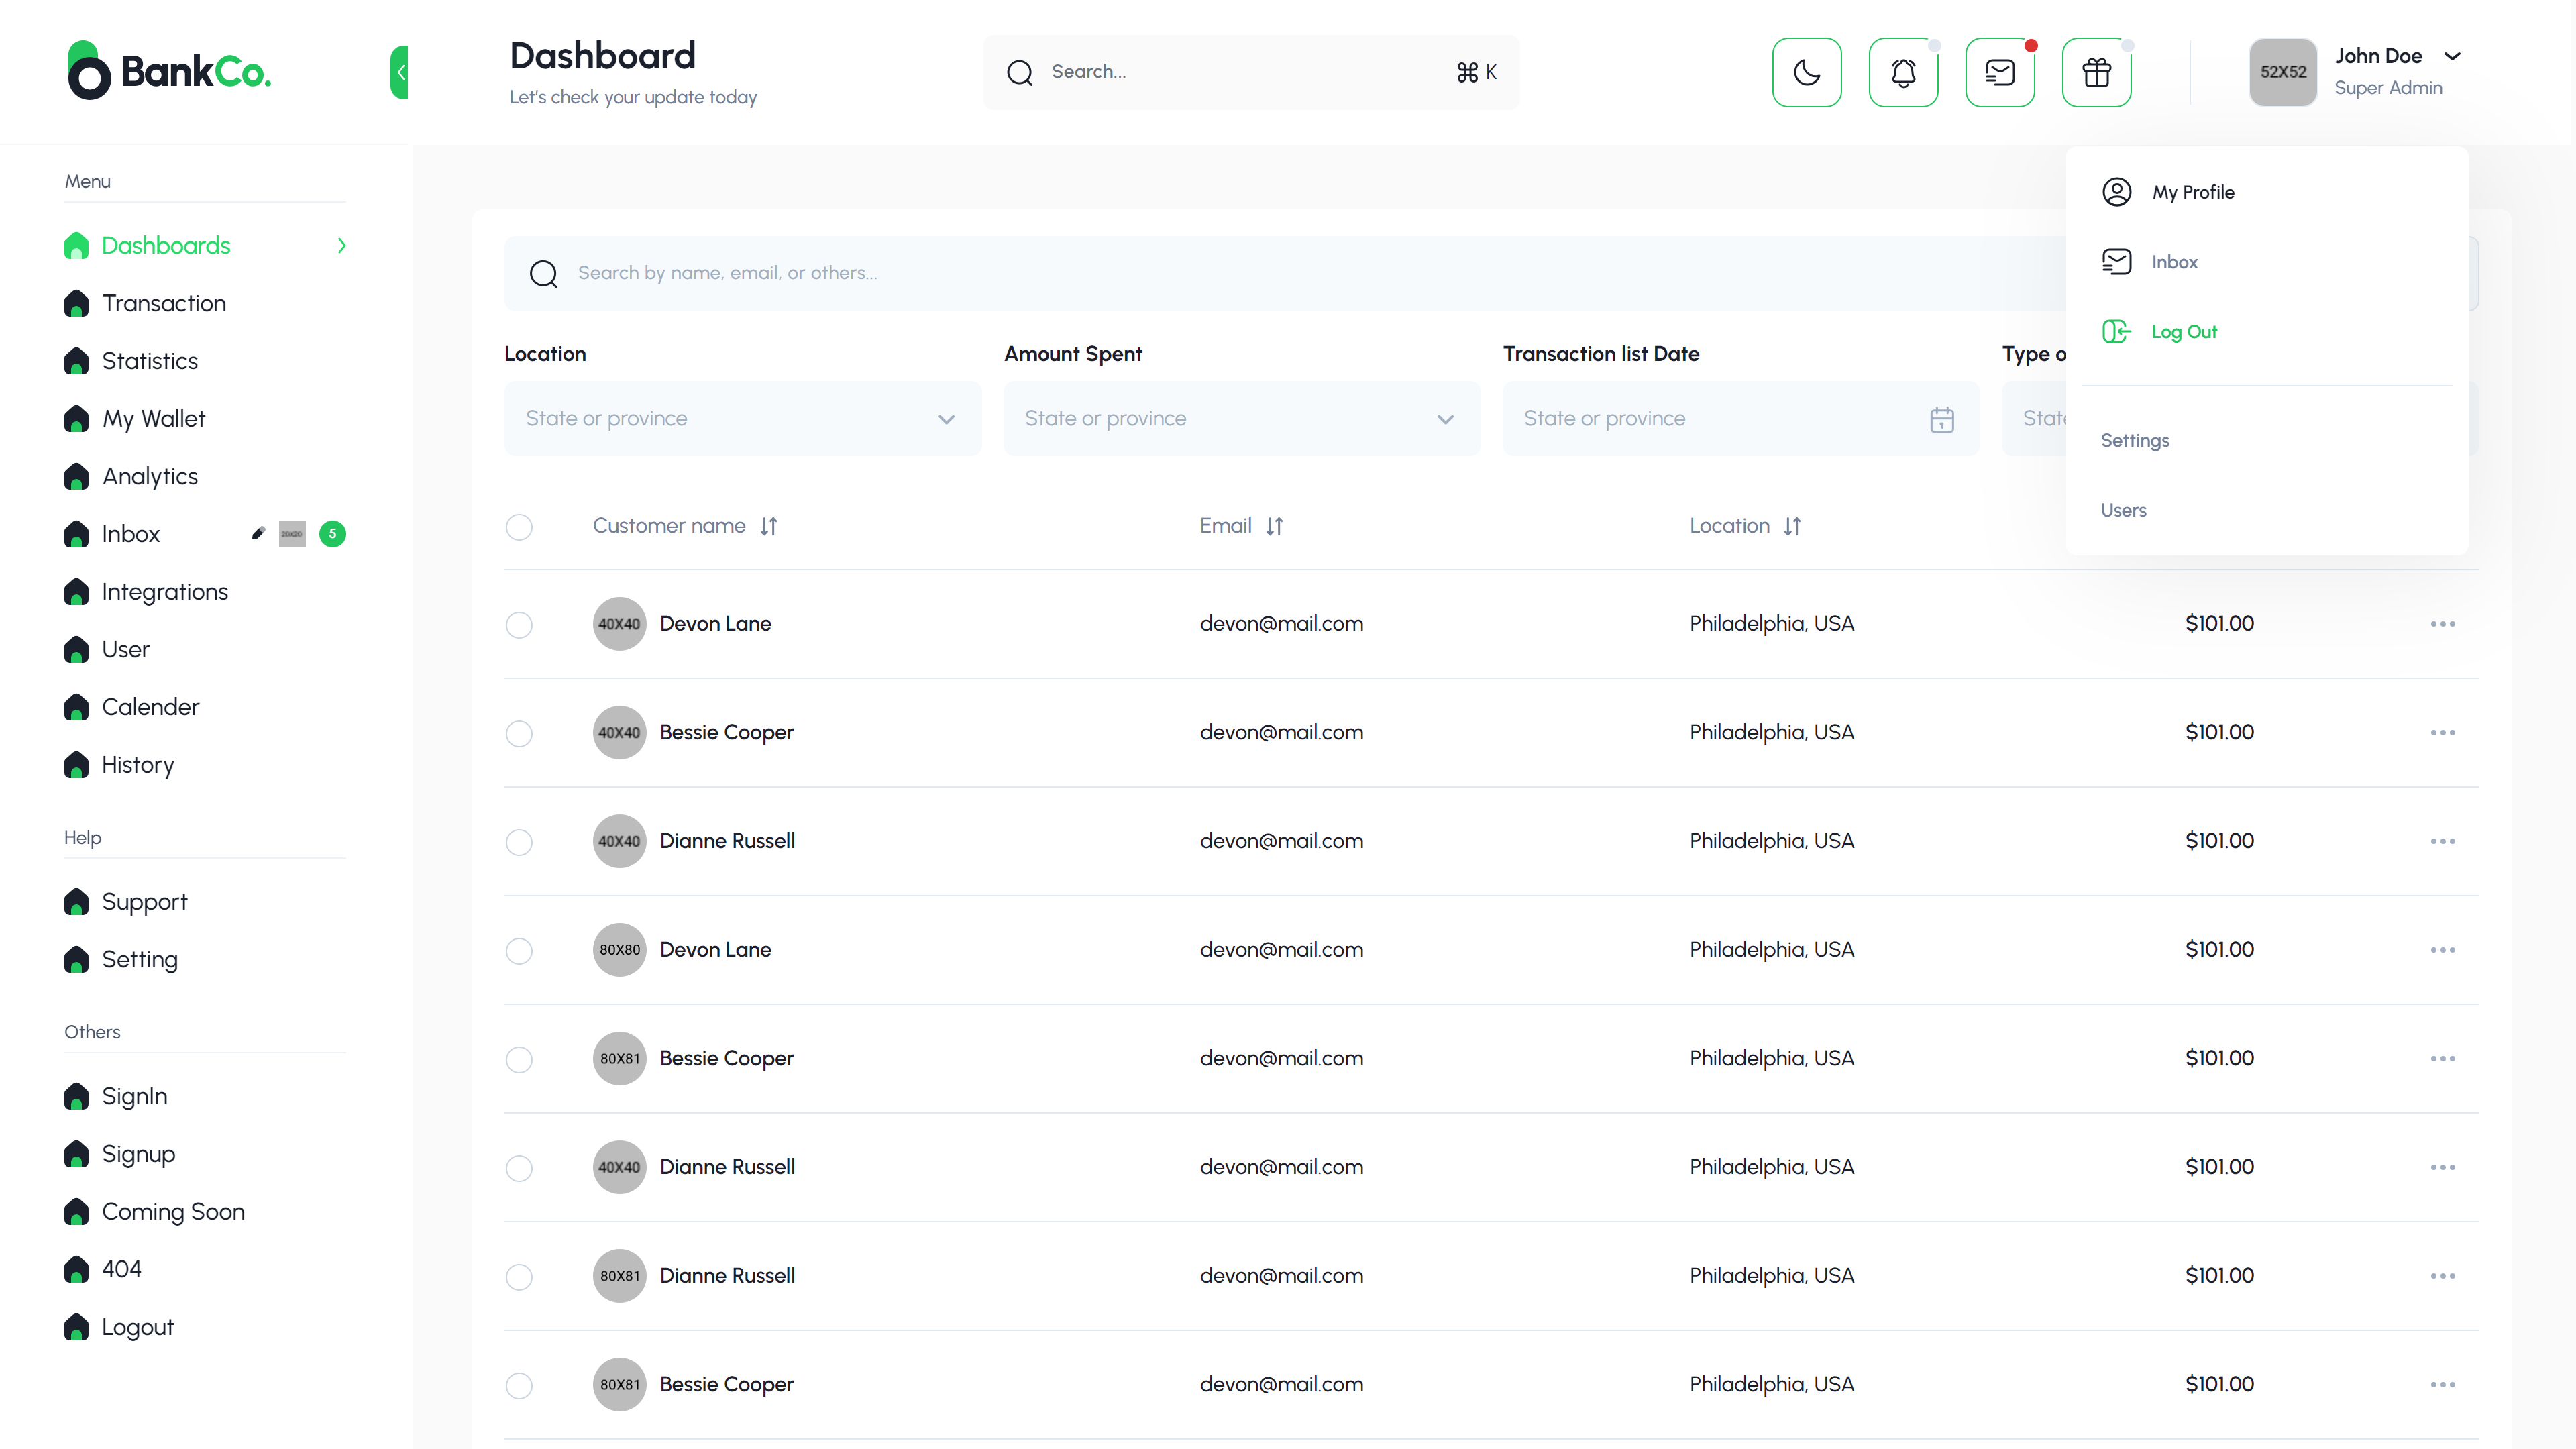 BankCo.
Dashboard
Let's check your update today
Search...
⌘ K
52X52
John Doe
Super Admin
Menu
Dashboards
Transaction
Statistics
My Wallet
Analytics
Inbox
20X20
5
Integrations
User
Calender
History
Help
Support
Setting
Others
SignIn
Signup
Coming Soon
404
Logout
My Profile
Inbox
Log Out
Settings
Users
Search by name, email, or others...
Location
Amount Spent
Transaction list Date
Type o
State or province
State or province
State or province
State
Customer name
Email
Location
40X40 Devon Lane devon@mail.com Philadelphia, USA $101.00
40X40 Bessie Cooper devon@mail.com Philadelphia, USA $101.00
40X40 Dianne Russell devon@mail.com Philadelphia, USA $101.00
80X80 Devon Lane devon@mail.com Philadelphia, USA $101.00
80X81 Bessie Cooper devon@mail.com Philadelphia, USA $101.00
40X40 Dianne Russell devon@mail.com Philadelphia, USA $101.00
80X81 Dianne Russell devon@mail.com Philadelphia, USA $101.00
80X81 Bessie Cooper devon@mail.com Philadelphia, USA $101.00